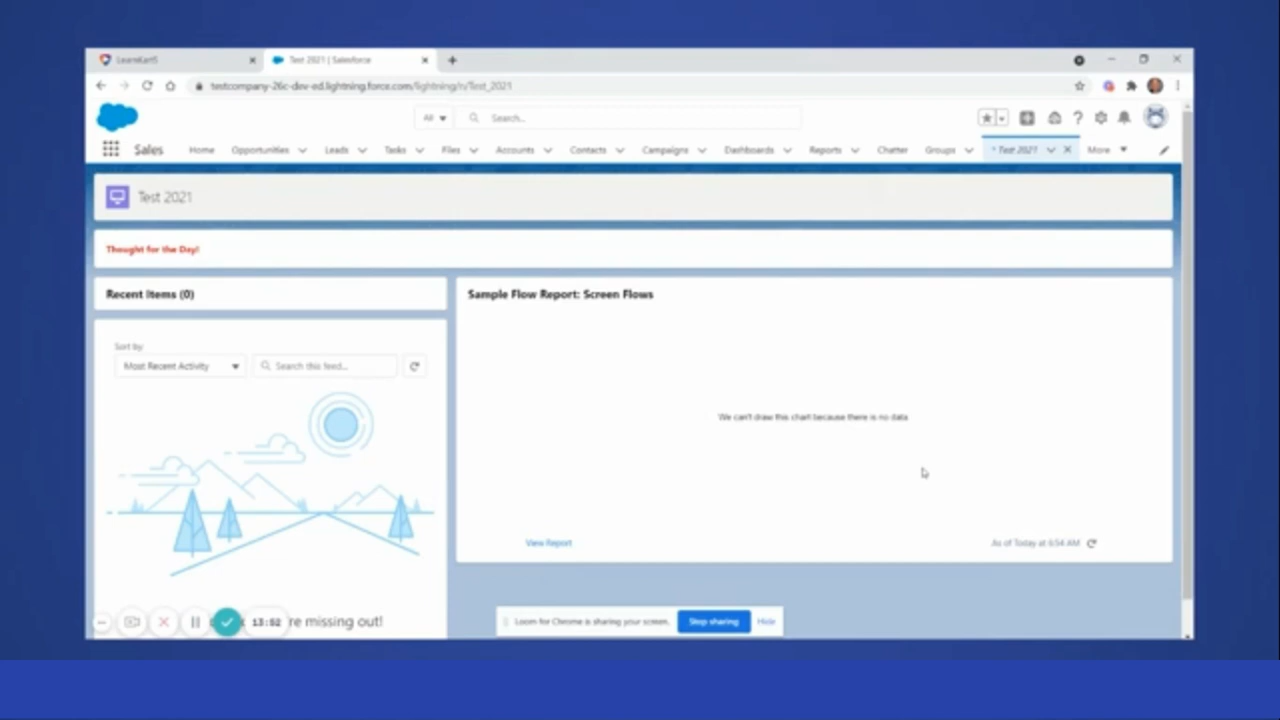 LearnKarts
Test 2021 | Salesforce
testcompany-26c-dev-ed.lightning.force.com/lightning/n/Test_2021
All
Search...
Sales
Home
Opportunities
Leads
Tasks
Files
Accounts
Contacts
Campaigns
Dashboards
Reports
Chatter
Groups
* Test 2021
More
Test 2021
Thought for the Day!
Recent Items (0)
Sample Flow Report: Screen Flows
Sort by:
Most Recent Activity
Search this feed...
We can't draw this chart because there is no data
View Report
As of Today at 6:54 AM
13:52
re missing out!
Loom for Chrome is sharing your screen.
Stop sharing
Hide